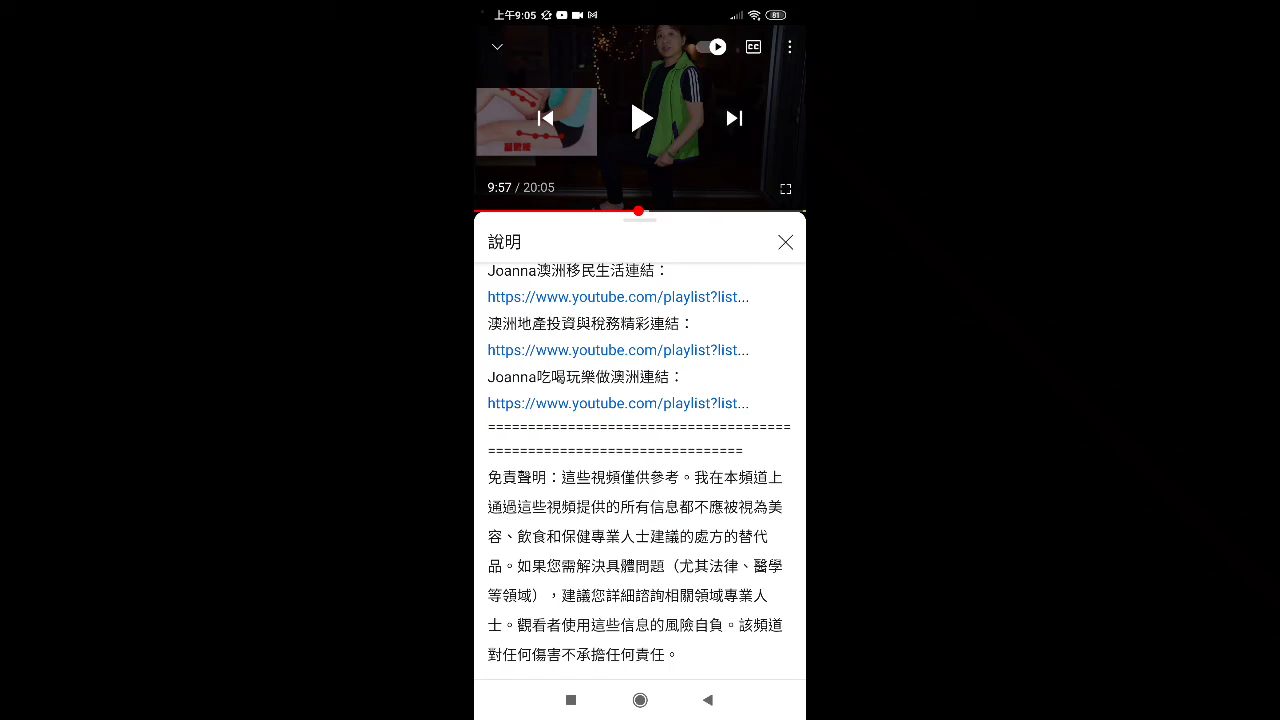 上午9:05
81
9:57 / 20:05
說明
Joanna澳洲移民生活連結：
https://www.youtube.com/playlist?list...
澳洲地產投資與稅務精彩連結：
https://www.youtube.com/playlist?list...
Joanna吃喝玩樂做澳洲連結：
https://www.youtube.com/playlist?list...
======================================
================================
免責聲明：這些視頻僅供參考。我在本頻道上
通過這些視頻提供的所有信息都不應被視為美
容、飲食和保健專業人士建議的處方的替代
品。如果您需解決具體問題（尤其法律、醫學
等領域），建議您詳細諮詢相關領域專業人
士。觀看者使用這些信息的風險自負。該頻道
對任何傷害不承擔任何責任。